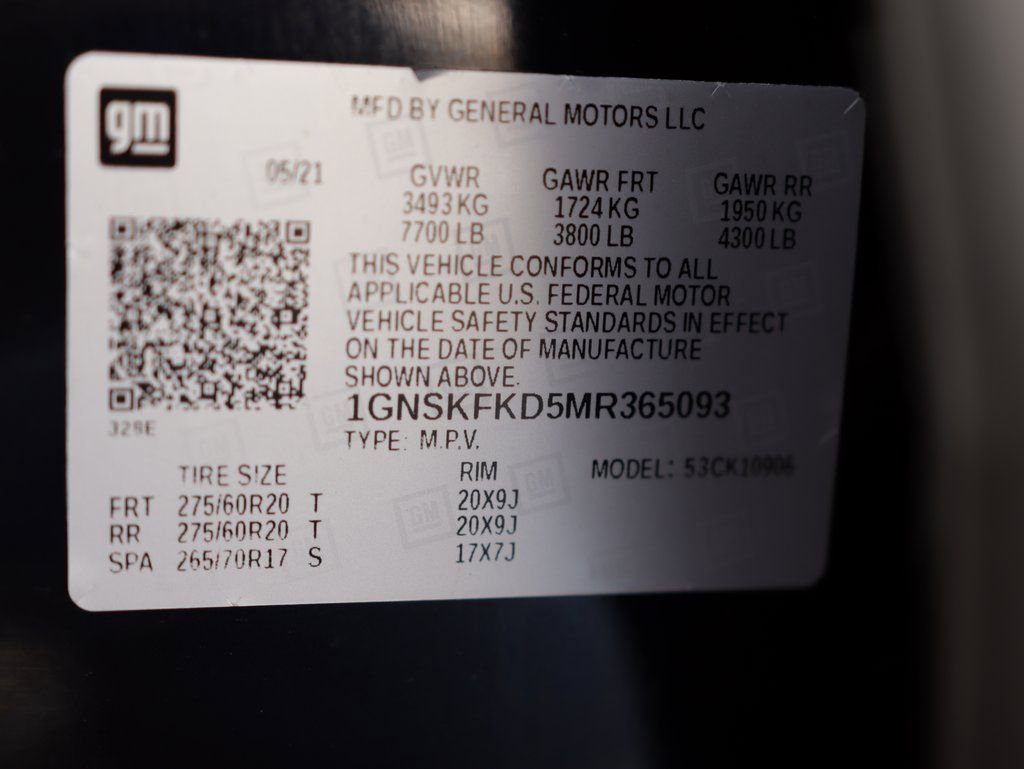 gm
MFD BY GENERAL MOTORS LLC
05/21
GVWR GAWR FRT GAWR RR
3493 KG 1724 KG 1950 KG
7700 LB 3800 LB 4300 LB
THIS VEHICLE CONFORMS TO ALL
APPLICABLE U.S. FEDERAL MOTOR
VEHICLE SAFETY STANDARDS IN EFFECT
ON THE DATE OF MANUFACTURE
SHOWN ABOVE.
1GNSKFKD5MR365093
328E
TYPE: M.P.V.
TIRE SIZE RIM MODEL: 53CK10906
FRT 275/60R20 T 20X9J
RR 275/60R20 T 20X9J
SPA 265/70R17 S 17X7J